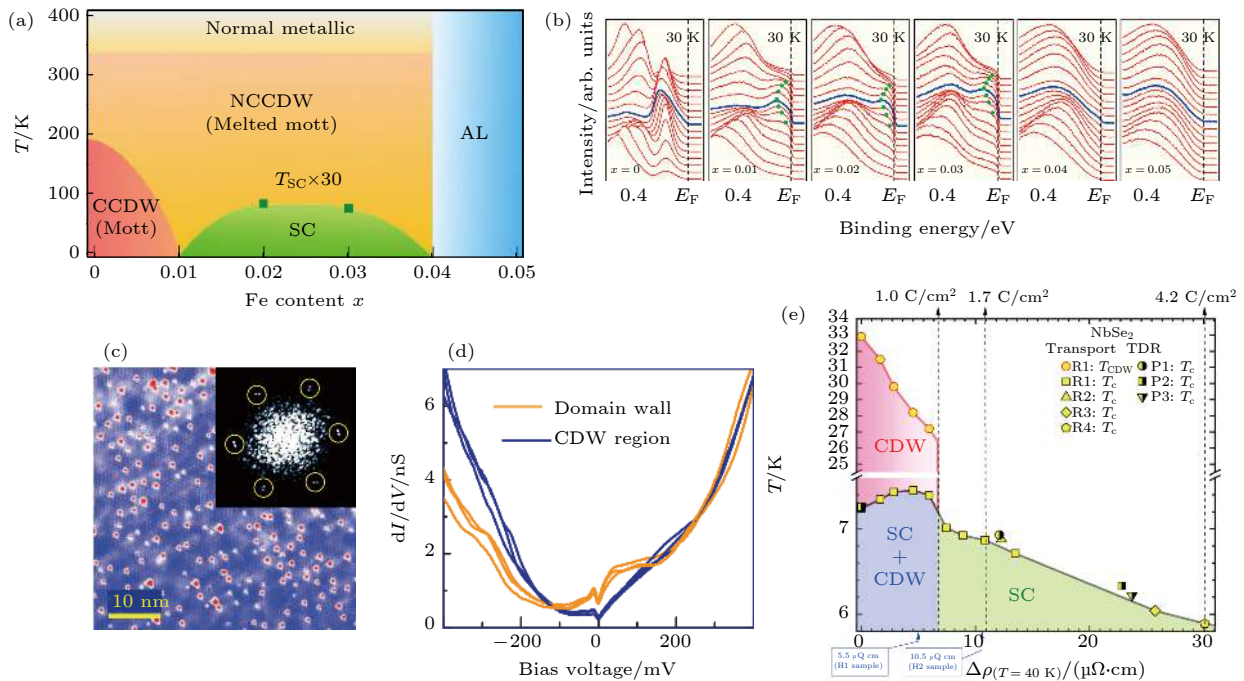 (a)
400
300
200
100
0
T/K
Normal metallic
NCCDW
(Melted mott)
AL
T_SC×30
CCDW
(Mott)
SC
0
0.01
0.02
0.03
0.04
0.05
Fe content x
(b)
Intensity/arb. units
30 K
30 K
30 K
30 K
30 K
30 K
x=0
x=0.01
x=0.02
x=0.03
x=0.04
x=0.05
0.4 E_F
0.4 E_F
0.4 E_F
0.4 E_F
0.4 E_F
0.4 E_F
Binding energy/eV
(c)
10 nm
(d)
6
4
2
0
dI/dV/nS
Domain wall
CDW region
−200
0
200
Bias voltage/mV
(e)
1.0 C/cm²
1.7 C/cm²
4.2 C/cm²
34
33
32
31
30
29
28
27
26
25
7
6
T/K
NbSe₂
Transport TDR
R1: T_CDW
R1: T_c
R2: T_c
R3: T_c
R4: T_c
P1: T_c
P2: T_c
P3: T_c
CDW
SC
+
CDW
SC
0
10
20
30
5.5 μΩ cm
(H1 sample)
10.5 μΩ cm
(H2 sample)
Δρ(T = 40 K)/(μΩ·cm)